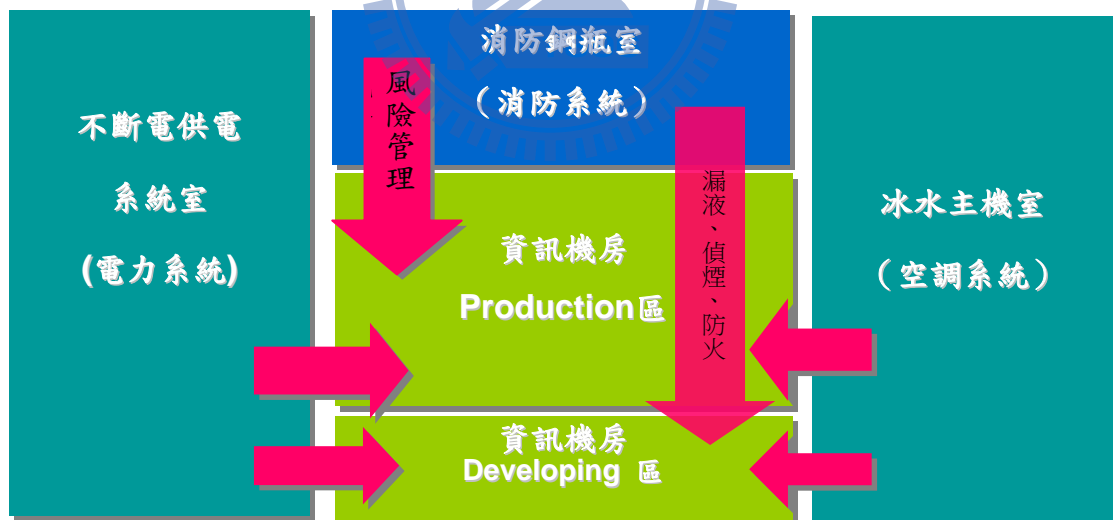 不斷電供電
系統室
(電力系統)
消防鋼瓶室
（消防系統）
風險管理
漏液、偵煙、防火
資訊機房
Production區
資訊機房
Developing 區
冰水主機室
（空調系統）